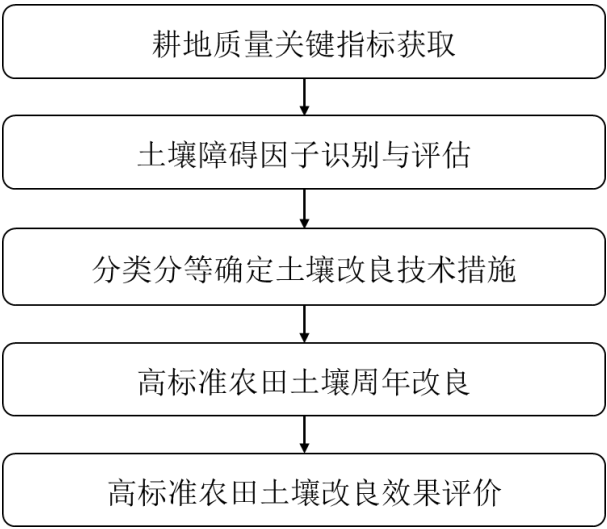 耕地质量关键指标获取
土壤障碍因子识别与评估
分类分等确定土壤改良技术措施
高标准农田土壤周年改良
高标准农田土壤改良效果评价